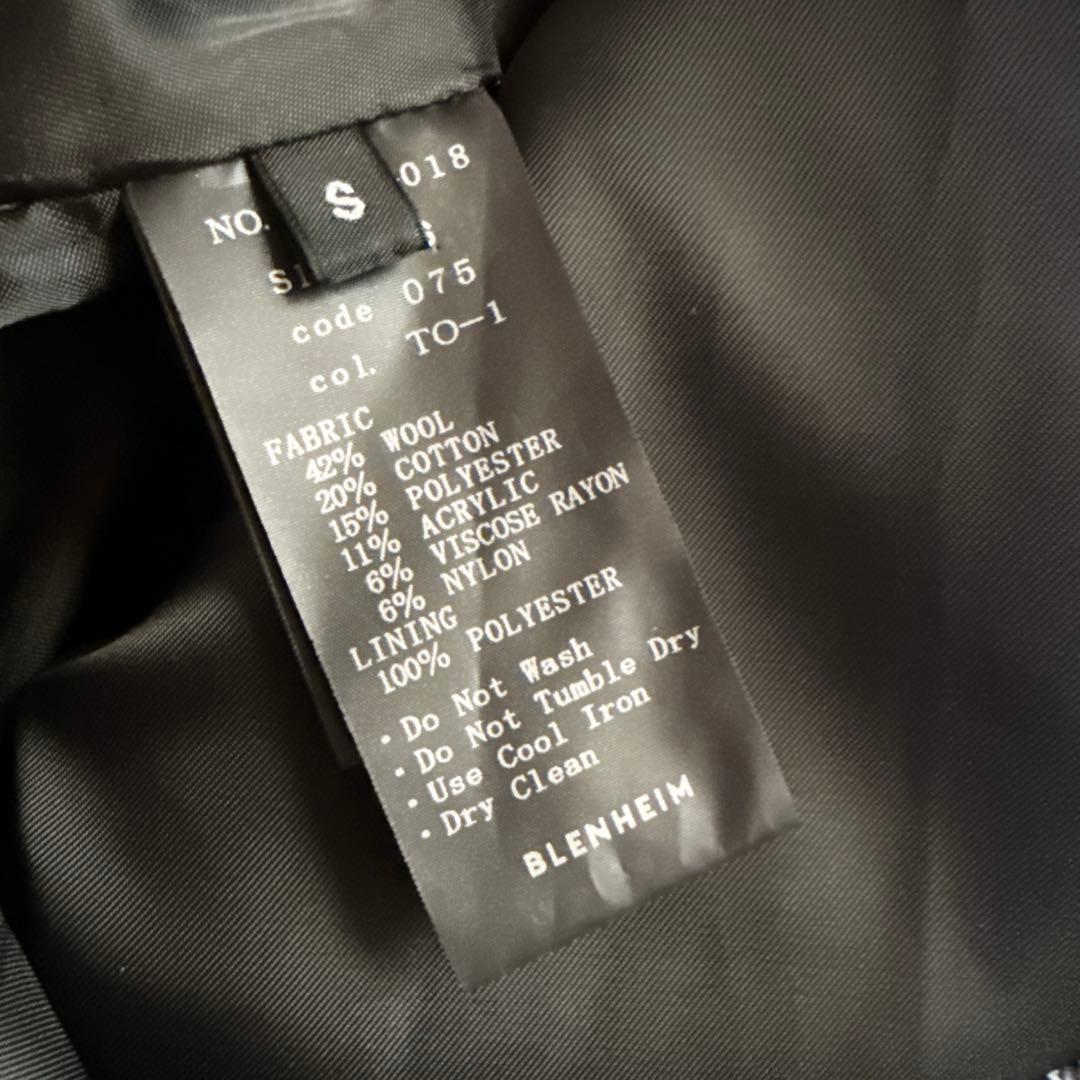 S
018
NO.
S
code 075
col. TO-1
FABRIC
42% WOOL
20% COTTON
15% POLYESTER
11% ACRYLIC
6% VISCOSE RAYON
6% NYLON
LINING
100% POLYESTER
・Do Not Wash
・Do Not Tumble Dry
・Use Cool Iron
・Dry Clean
BLENHEIM